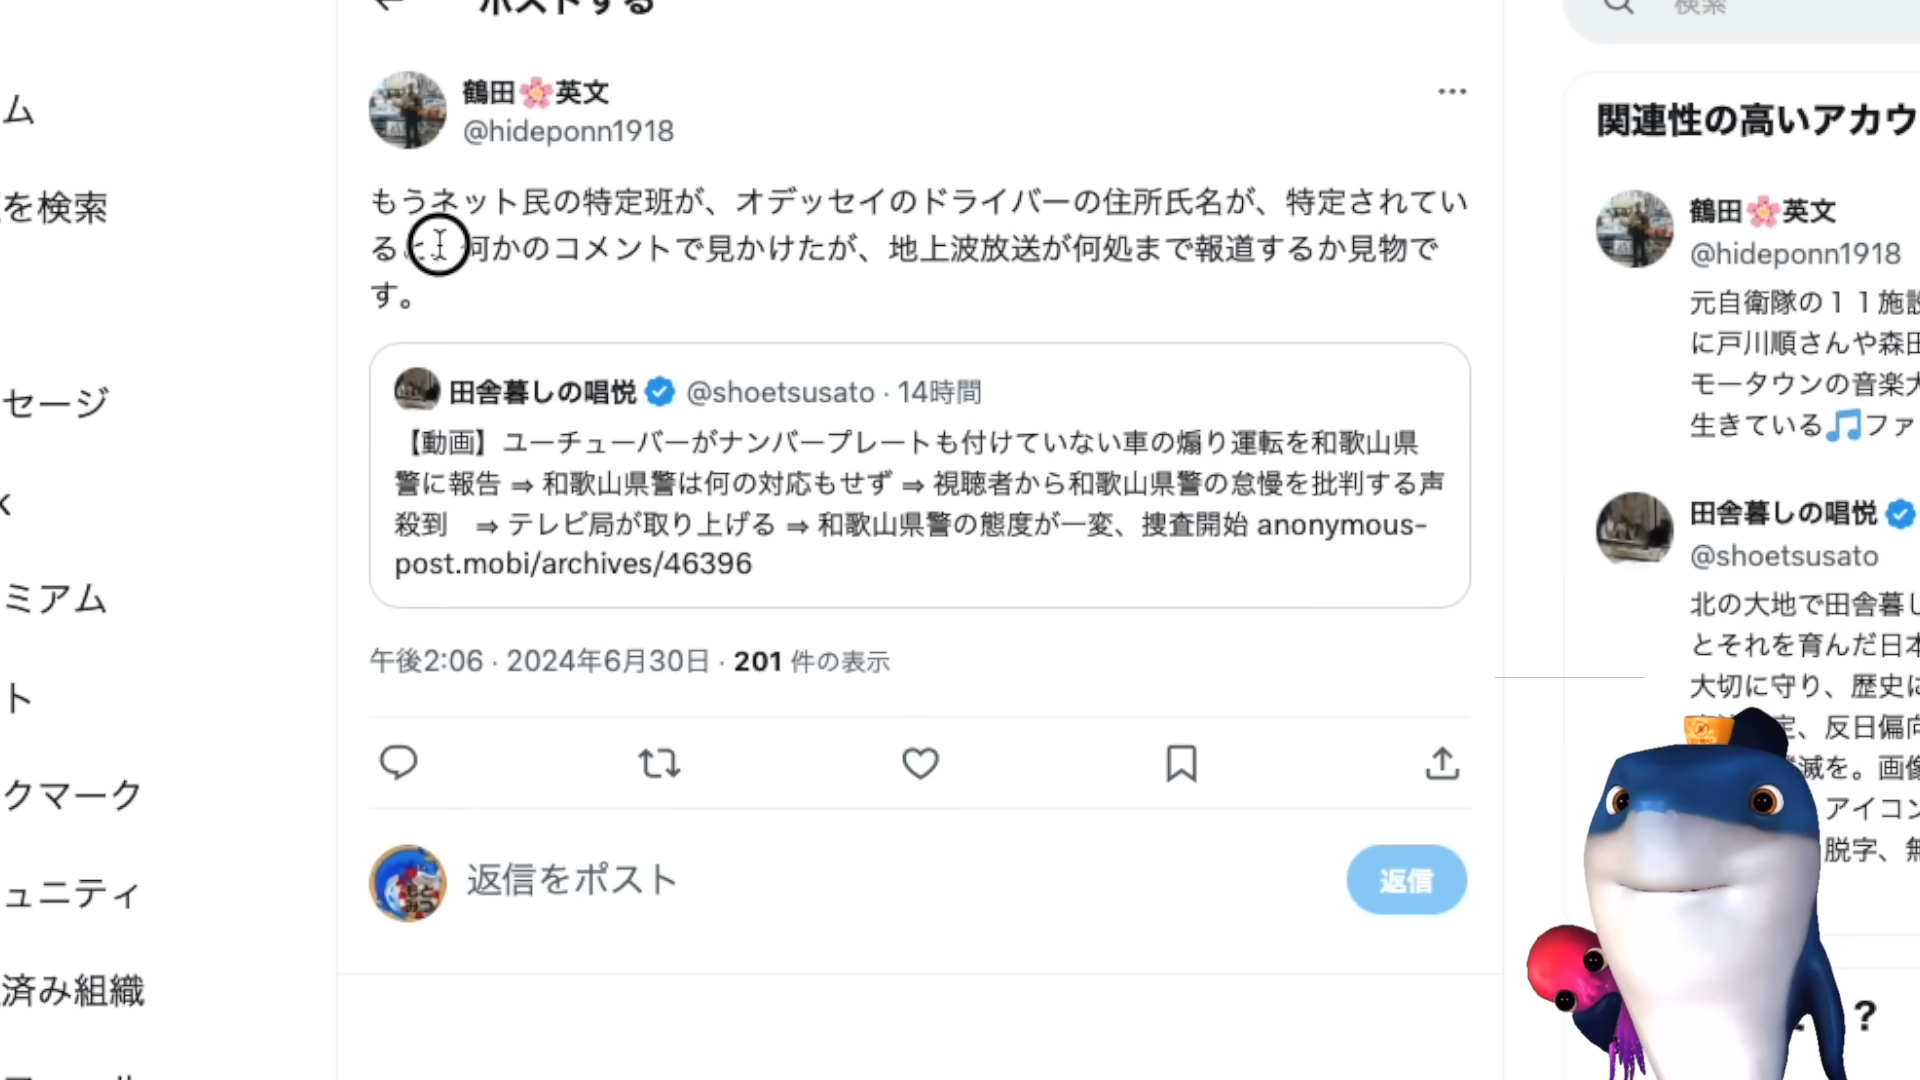 ポストする
検索
ム
を検索
セージ
ミアム
ト
クマーク
ュニティ
済み組織
鶴田🌸英文
@hideponn1918
もうネット民の特定班が、オデッセイのドライバーの住所氏名が、特定されてい
る 何かのコメントで見かけたが、地上波放送が何処まで報道するか見物で
す。
田舎暮しの唱悦 @shoetsusato · 14時間
【動画】ユーチューバーがナンバープレートも付けていない車の煽り運転を和歌山県
警に報告 ⇒ 和歌山県警は何の対応もせず ⇒ 視聴者から和歌山県警の怠慢を批判する声
殺到 ⇒ テレビ局が取り上げる ⇒ 和歌山県警の態度が一変、捜査開始 anonymous-
post.mobi/archives/46396
午後2:06 · 2024年6月30日 · 201 件の表示
返信をポスト
返信
関連性の高いアカウ
鶴田🌸英文
@hideponn1918
元自衛隊の11施設
に戸川順さんや森田
モータウンの音楽大
生きている🎵ファ
田舎暮しの唱悦
@shoetsusato
北の大地で田舎暮し
とそれを育んだ日本
大切に守り、歴史に
定、反日偏向
滅を。画像
アイコン
脱字、無
?